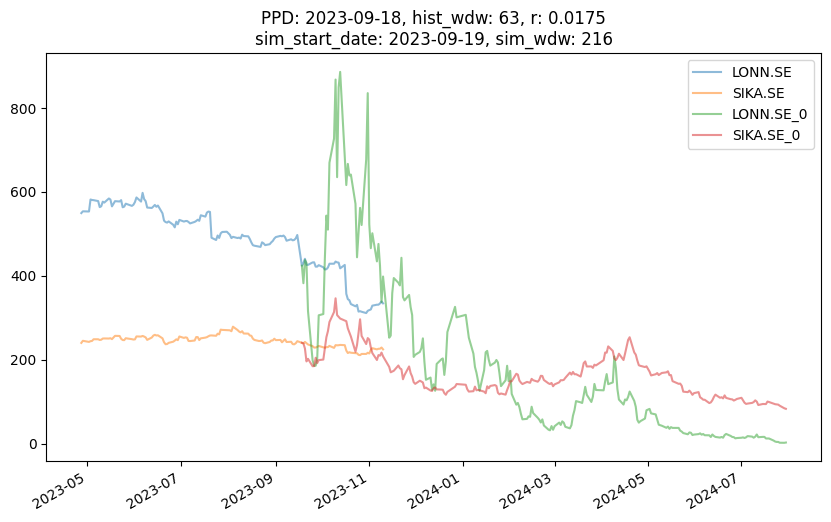 PPD: 2023-09-18, hist_wdw: 63, r: 0.0175
sim_start_date: 2023-09-19, sim_wdw: 216
LONN.SE
SIKA.SE
LONN.SE_0
SIKA.SE_0
800
600
400
200
0
2023-05
2023-07
2023-09
2023-11
2024-01
2024-03
2024-05
2024-07